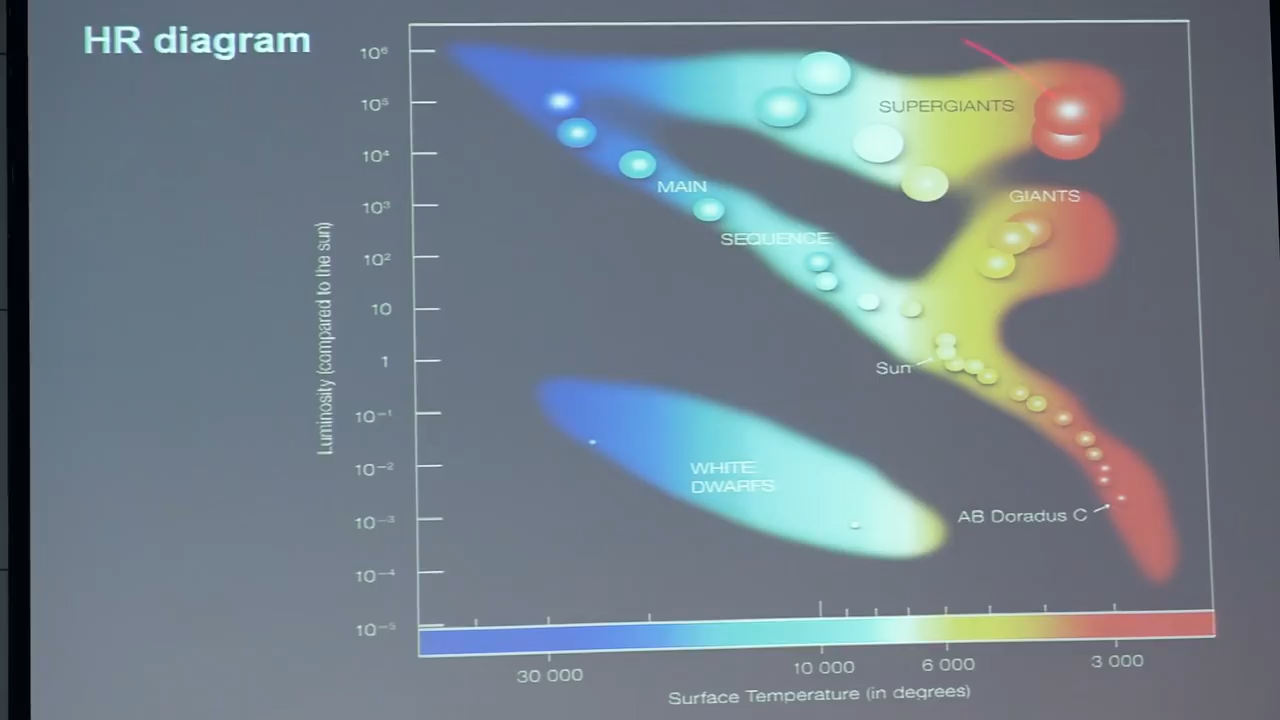 HR diagram
10⁶
10⁵
SUPERGIANTS
10⁴
MAIN
GIANTS
10³
SEQUENCE
10²
10
1
Sun
10⁻¹
WHITE
DWARFS
10⁻²
10⁻³
AB Doradus C
10⁻⁴
10⁻⁵
Luminosity (compared to the sun)
30 000
10 000
6 000
3 000
Surface Temperature (in degrees)